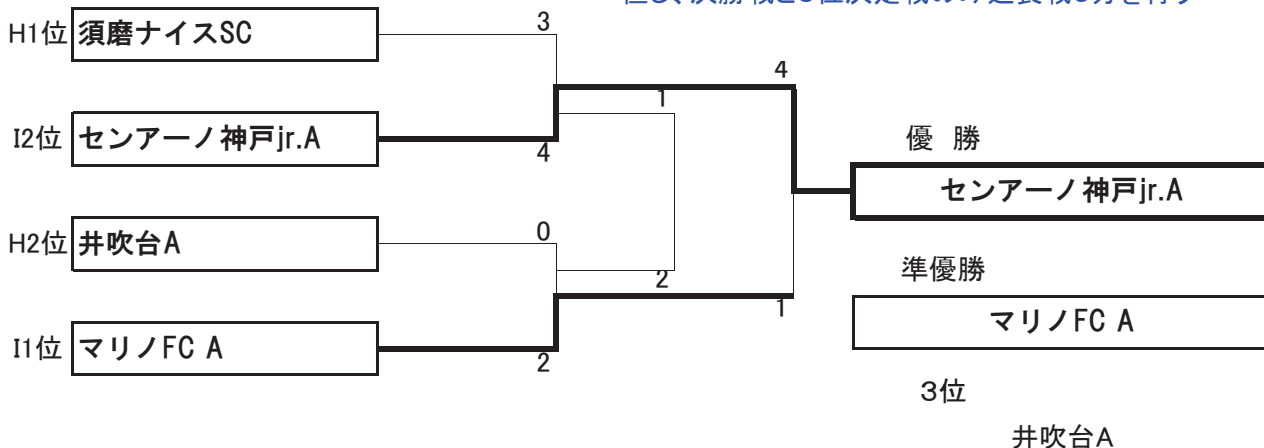 H1位 須磨ナイスSC 3
4
1
I2位 センアーノ神戸jr.A 4
優 勝
センアーノ神戸jr.A
H2位 井吹台A 0
準優勝
2
1
マリノFC A
I1位 マリノFC A 2
3位
井吹台A